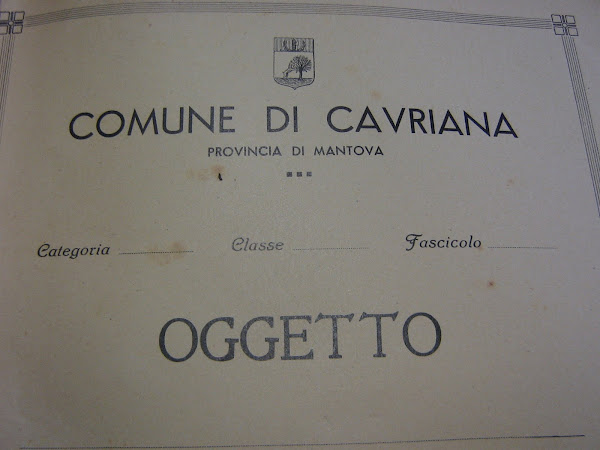 COMUNE DI CAVRIANA
PROVINCIA DI MANTOVA
Categoria Classe Fascicolo
OGGETTO